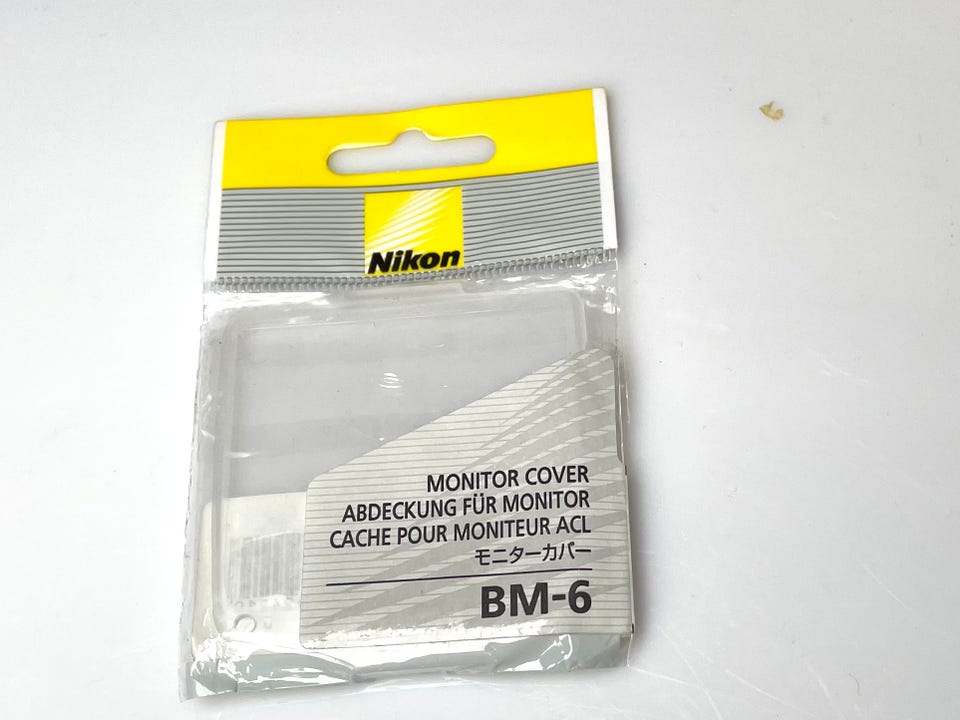 Nikon
MONITOR COVER
ABDECKUNG FÜR MONITOR
CACHE POUR MONITEUR ACL
モニターカバー
BM-6